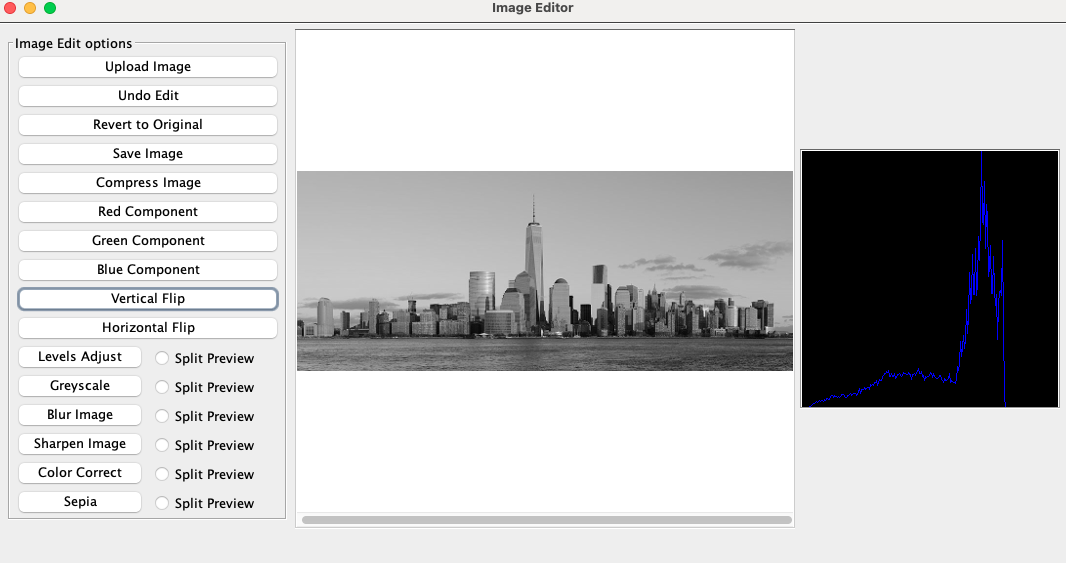 Image Editor
Image Edit options
Upload Image
Undo Edit
Revert to Original
Save Image
Compress Image
Red Component
Green Component
Blue Component
Vertical Flip
Horizontal Flip
Levels Adjust Split Preview
Greyscale Split Preview
Blur Image Split Preview
Sharpen Image Split Preview
Color Correct Split Preview
Sepia Split Preview